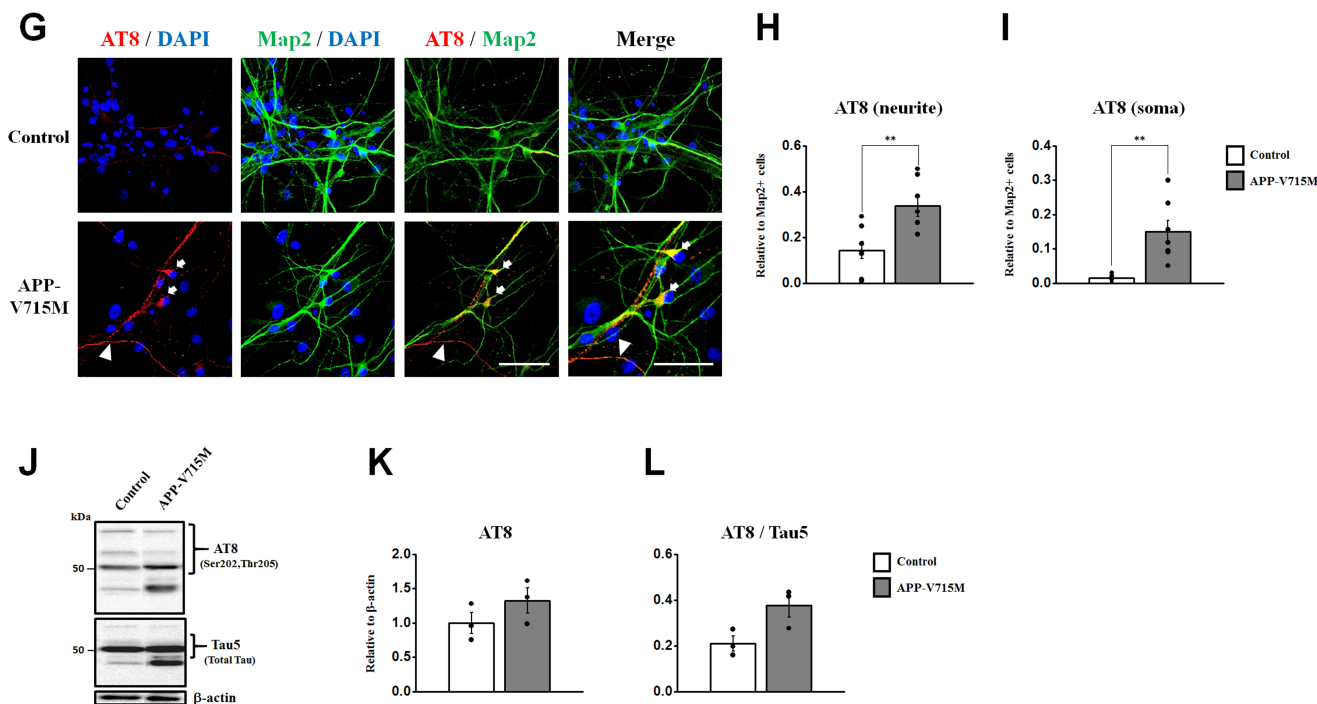 G
AT8 / DAPI
Map2 / DAPI
AT8 / Map2
Merge
Control
APP-
V715M
H
AT8 (neurite)
Relative to Map2+ cells
0.6
0.4
0.2
0.0
**
I
AT8 (soma)
Relative to Map2+ cells
0.4
0.3
0.2
0.1
0.0
**
Control
APP-V715M
J
Control
APP-V715M
kDa
50
AT8
(Ser202,Thr205)
50
Tau5
(Total Tau)
β-actin
K
AT8
Relative to β-actin
2.0
1.5
1.0
0.5
0.0
L
AT8 / Tau5
0.6
0.4
0.2
0.0
Control
APP-V715M